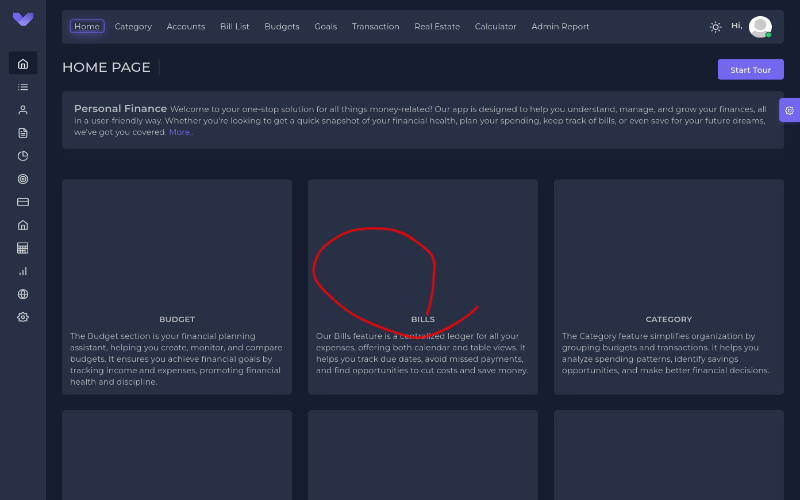 Home Category Accounts Bill List Budgets Goals Transaction Real Estate Calculator Admin Report Hi,
HOME PAGE
Start Tour
Personal Finance Welcome to your one-stop solution for all things money-related! Our app is designed to help you understand, manage, and grow your finances, all
in a user-friendly way. Whether you're looking to get a quick snapshot of your financial health, plan your spending, keep track of bills, or even save for your future dreams,
we've got you covered. More..
BUDGET
The Budget section is your financial planning
assistant, helping you create, monitor, and compare
budgets. It ensures you achieve financial goals by
tracking income and expenses, promoting financial
health and discipline.
BILLS
Our Bills feature is a centralized ledger for all your
expenses, offering both calendar and table views. It
helps you track due dates, avoid missed payments,
and find opportunities to cut costs and save money.
CATEGORY
The Category feature simplifies organization by
grouping budgets and transactions. It helps you
analyze spending patterns, identify savings
opportunities, and make better financial decisions.